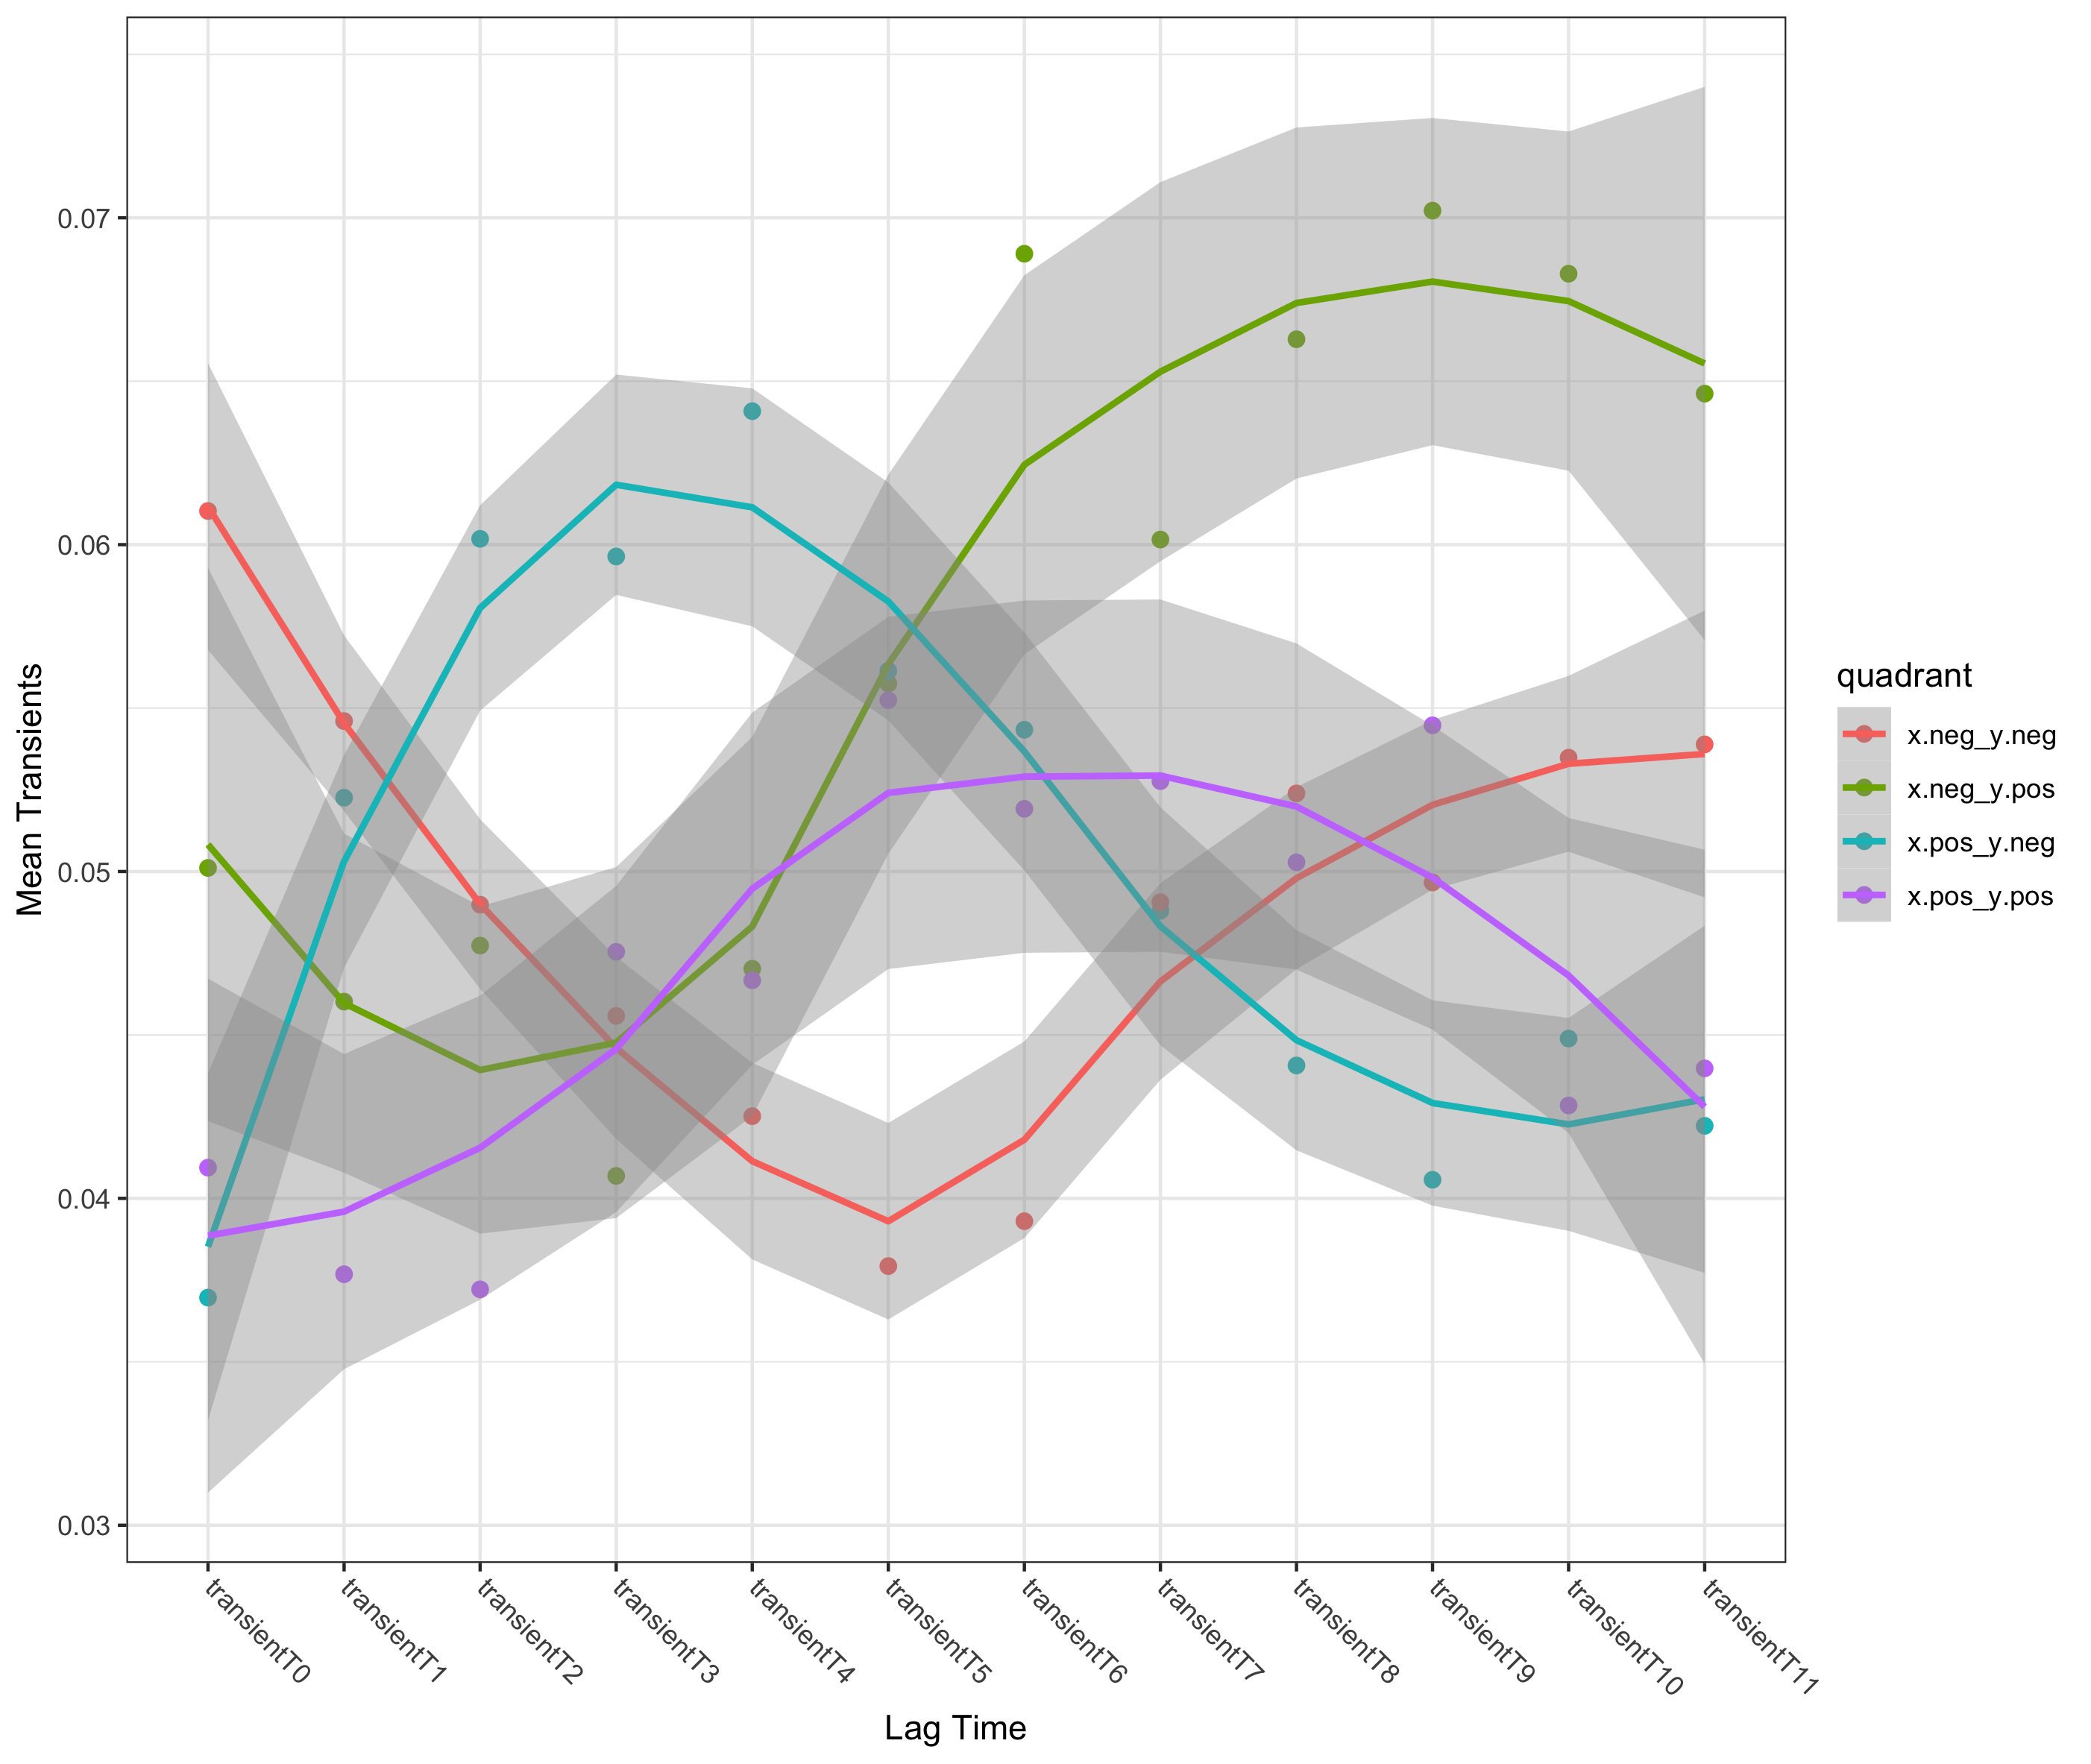 Mean Transients
0.07
0.06
0.05
0.04
0.03
transientT0
transientT1
transientT2
transientT3
transientT4
transientT5
transientT6
transientT7
transientT8
transientT9
transientT10
transientT11
Lag Time
quadrant
x.neg_y.neg
x.neg_y.pos
x.pos_y.neg
x.pos_y.pos